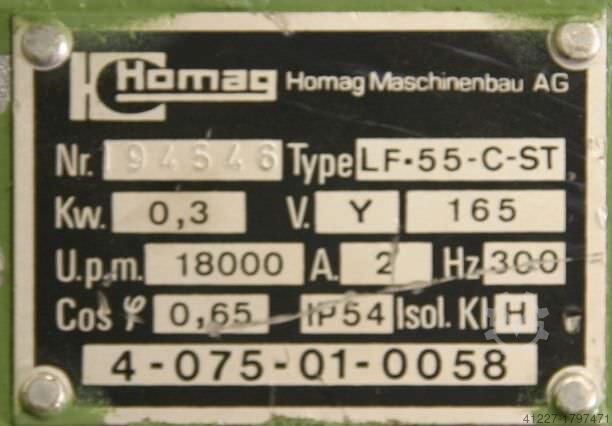 Homag Homag Maschinenbau AG
Nr. 194546 Type LF·55-C-ST
Kw. 0,3 V. Y 165
U.p.m. 18000 A. 2 Hz 300
Cos φ 0,65 IP54 Isol. Kl. H
4-075-01-0058
41227-1797471